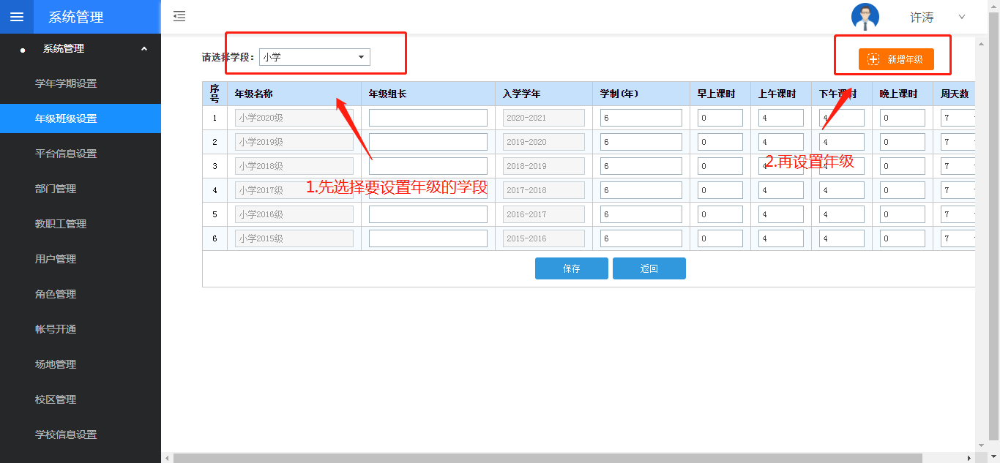 系统管理
许涛
系统管理
学年学期设置
年级班级设置
平台信息设置
部门管理
教职工管理
用户管理
角色管理
帐号开通
场地管理
校区管理
学校信息设置
请选择学段： 小学
新增年级
序号 年级名称 年级组长 入学学年 学制(年) 早上课时 上午课时 下午课时 晚上课时 周天数
1 小学2020级 2020-2021 6 0 4 4 0 7
2 小学2019级 2019-2020 6 0 4 4 0 7
3 小学2018级 2018-2019 6 0 4 4 0 7
4 小学2017级 2017-2018 6 0 4 4 0 7
5 小学2016级 2016-2017 6 0 4 4 0 7
6 小学2015级 2015-2016 6 0 4 4 0 7
保存 返回
1.先选择要设置年级的学段
2.再设置年级